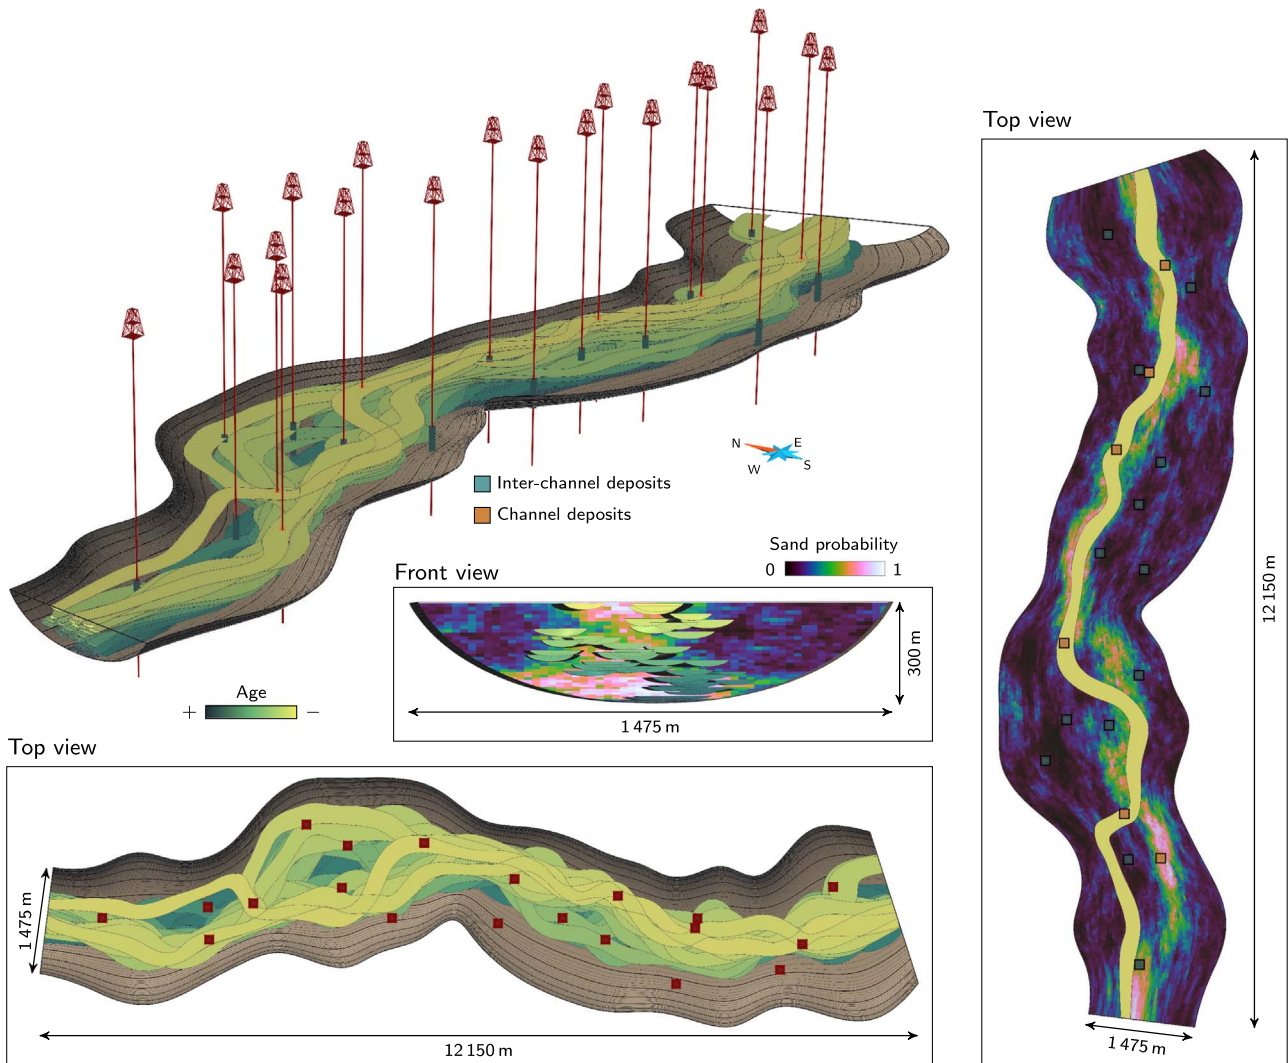 Top view
N
E
W
S
Inter-channel deposits
Channel deposits
Sand probability
0
1
Front view
300 m
1 475 m
Age
+
−
Top view
1 475 m
12 150 m
12 150 m
1 475 m